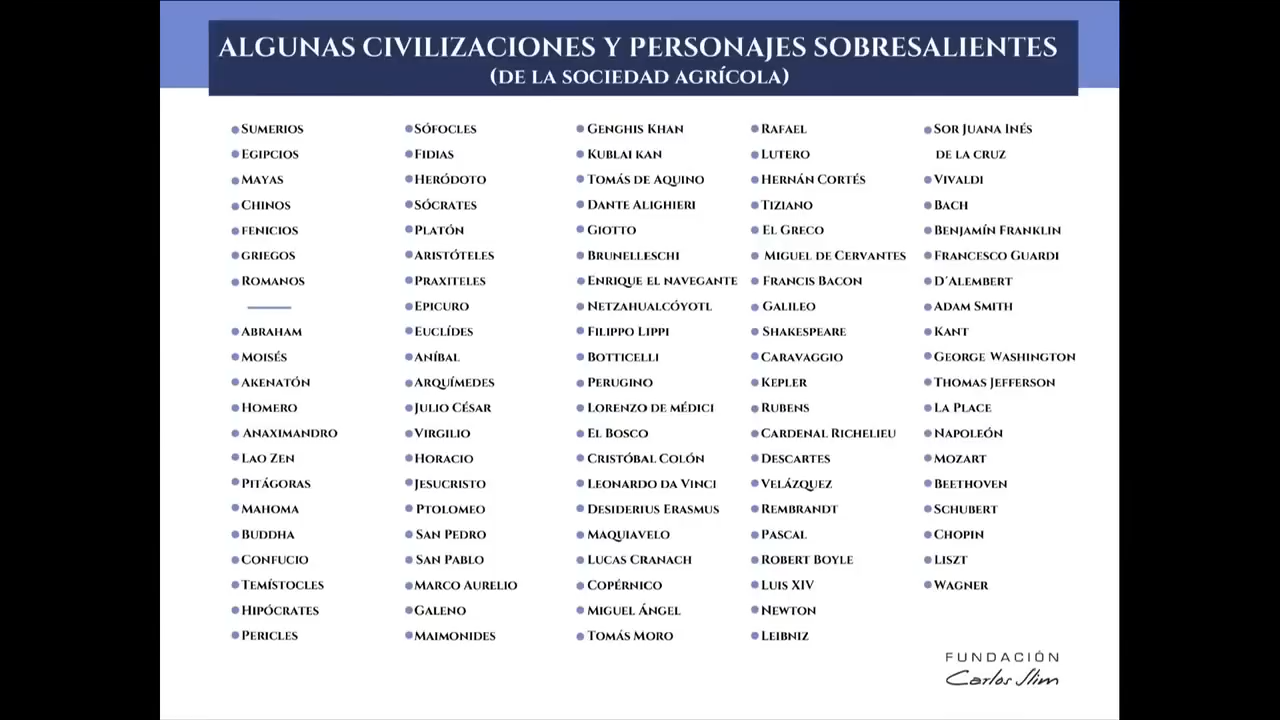 ALGUNAS CIVILIZACIONES Y PERSONAJES SOBRESALIENTES
(DE LA SOCIEDAD AGRÍCOLA)
SUMERIOS
EGIPCIOS
MAYAS
CHINOS
FENICIOS
GRIEGOS
ROMANOS
ABRAHAM
MOISÉS
AKENATÓN
HOMERO
ANAXIMANDRO
LAO ZEN
PITÁGORAS
MAHOMA
BUDDHA
CONFUCIO
TEMÍSTOCLES
HIPÓCRATES
PERICLES
SÓFOCLES
FIDIAS
HERÓDOTO
SÓCRATES
PLATÓN
ARISTÓTELES
PRAXITELES
EPICURO
EUCLÍDES
ANÍBAL
ARQUÍMEDES
JULIO CÉSAR
VIRGILIO
HORACIO
JESUCRISTO
PTOLOMEO
SAN PEDRO
SAN PABLO
MARCO AURELIO
GALENO
MAIMONIDES
GENGHIS KHAN
KUBLAI KAN
TOMÁS DE AQUINO
DANTE ALIGHIERI
GIOTTO
BRUNELLESCHI
ENRIQUE EL NAVEGANTE
NETZAHUALCÓYOTL
FILIPPO LIPPI
BOTTICELLI
PERUGINO
LORENZO DE MÉDICI
EL BOSCO
CRISTÓBAL COLÓN
LEONARDO DA VINCI
DESIDERIUS ERASMUS
MAQUIAVELO
LUCAS CRANACH
COPÉRNICO
MIGUEL ÁNGEL
TOMÁS MORO
RAFAEL
LUTERO
HERNÁN CORTÉS
TIZIANO
EL GRECO
MIGUEL DE CERVANTES
FRANCIS BACON
GALILEO
SHAKESPEARE
CARAVAGGIO
KEPLER
RUBENS
CARDENAL RICHELIEU
DESCARTES
VELÁZQUEZ
REMBRANDT
PASCAL
ROBERT BOYLE
LUIS XIV
NEWTON
LEIBNIZ
SOR JUANA INÉS
DE LA CRUZ
VIVALDI
BACH
BENJAMÍN FRANKLIN
FRANCESCO GUARDI
D´ALEMBERT
ADAM SMITH
KANT
GEORGE WASHINGTON
THOMAS JEFFERSON
LA PLACE
NAPOLEÓN
MOZART
BEETHOVEN
SCHUBERT
CHOPIN
LISZT
WAGNER
FUNDACIÓN
Carlos Slim